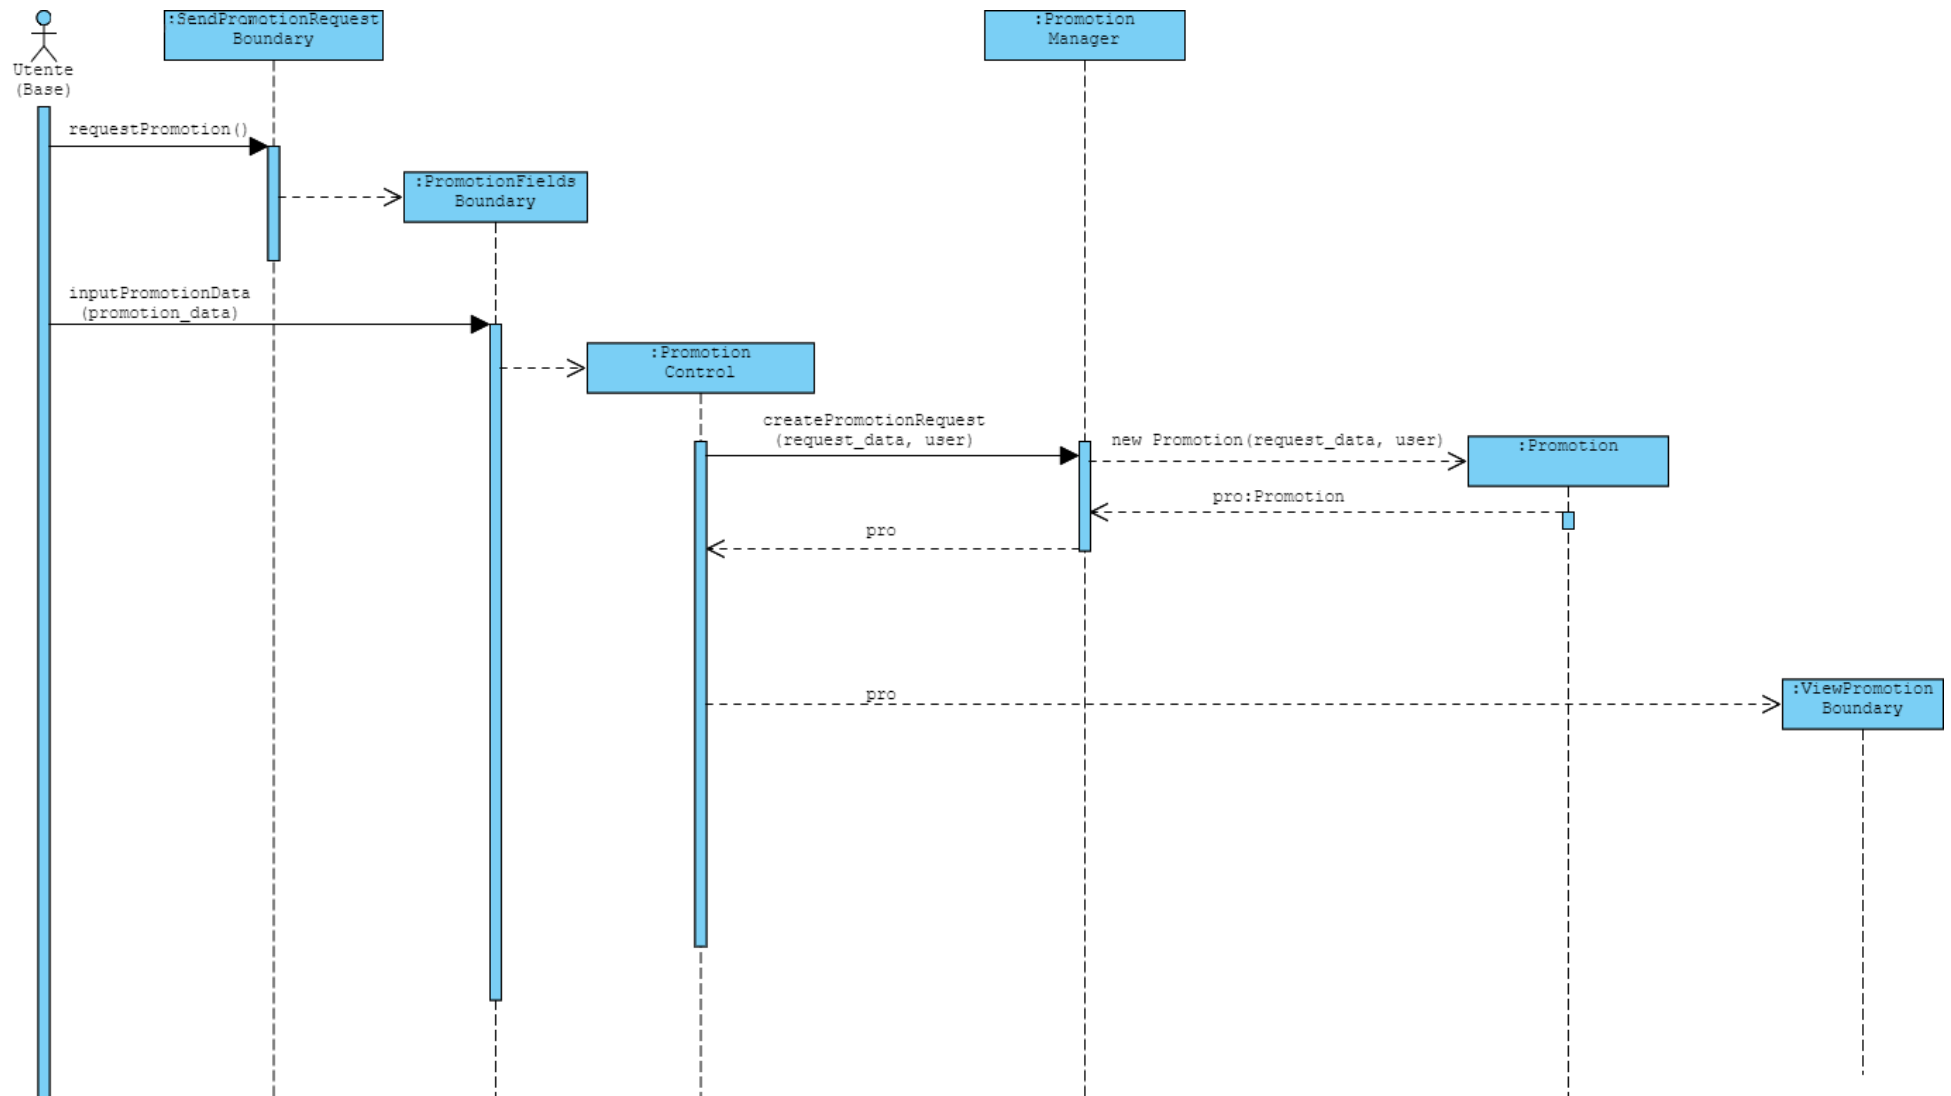 :SendPromotionRequest
Boundary
:Promotion
Manager
Utente
(Base)
requestPromotion()
:PromotionFields
Boundary
inputPromotionData
(promotion_data)
:Promotion
Control
createPromotionRequest
(request_data, user)
new Promotion(request_data, user)
:Promotion
pro:Promotion
pro
pro
:ViewPromotion
Boundary